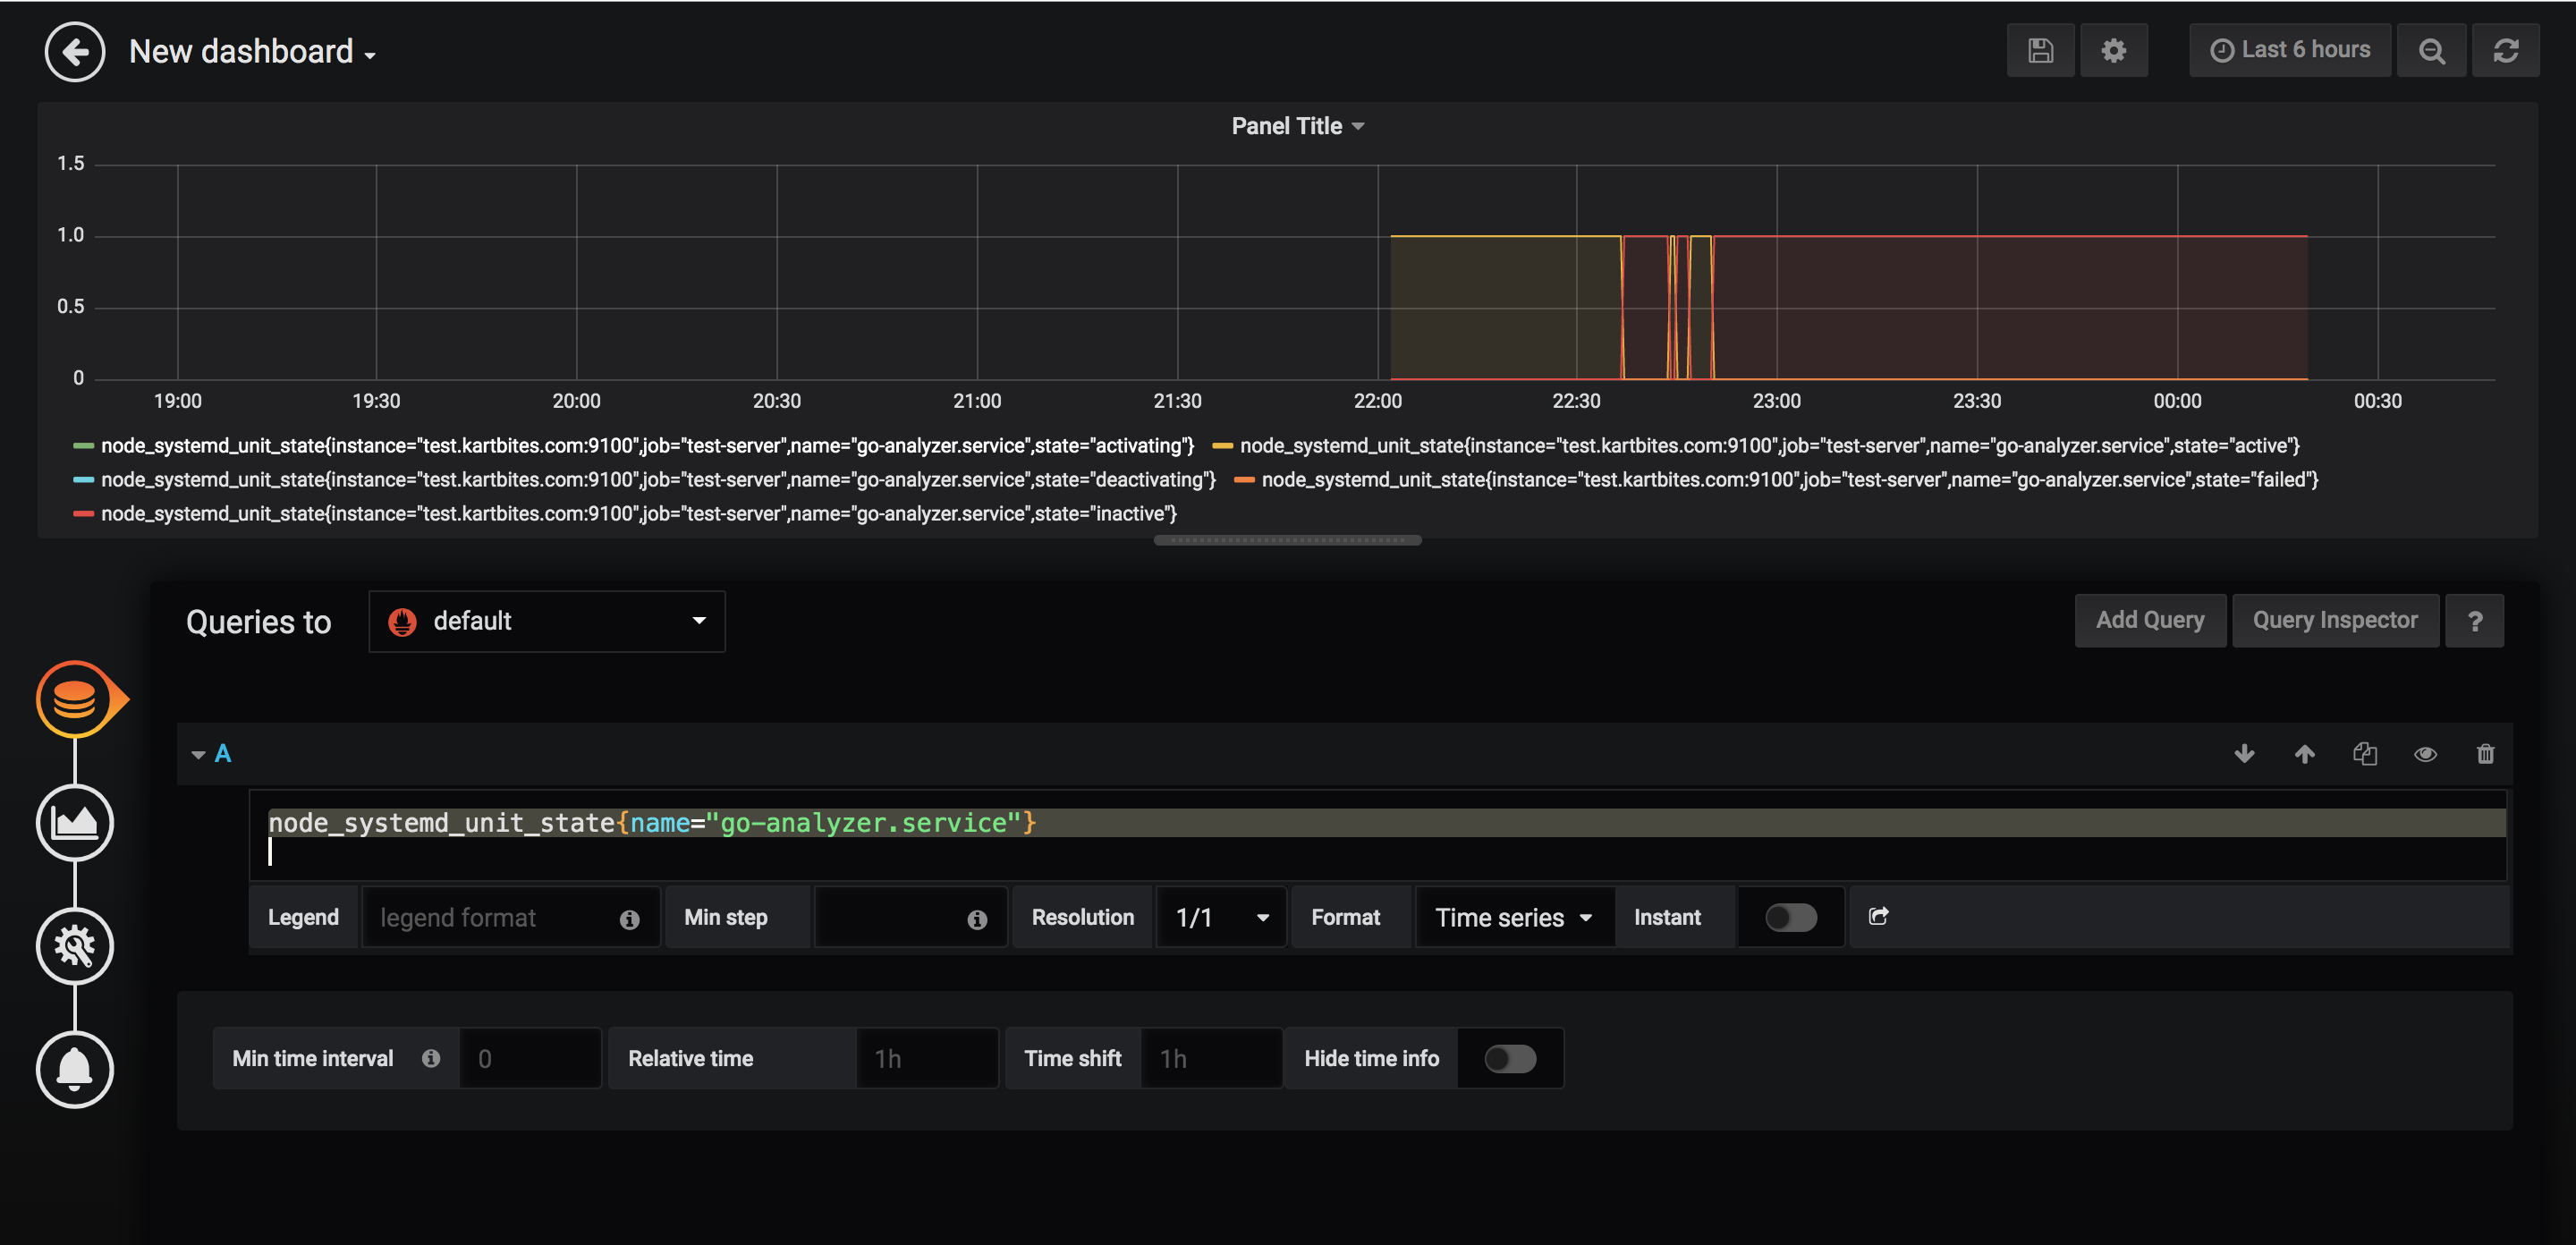 New dashboard
Last 6 hours
Panel Title
1.5
1.0
0.5
0
19:00 19:30 20:00 20:30 21:00 21:30 22:00 22:30 23:00 23:30 00:00 00:30
node_systemd_unit_state{instance="test.kartbites.com:9100",job="test-server",name="go-analyzer.service",state="activating"} node_systemd_unit_state{instance="test.kartbites.com:9100",job="test-server",name="go-analyzer.service",state="active"}
node_systemd_unit_state{instance="test.kartbites.com:9100",job="test-server",name="go-analyzer.service",state="deactivating"} node_systemd_unit_state{instance="test.kartbites.com:9100",job="test-server",name="go-analyzer.service",state="failed"}
node_systemd_unit_state{instance="test.kartbites.com:9100",job="test-server",name="go-analyzer.service",state="inactive"}
Queries to default Add Query Query Inspector ?
A
node_systemd_unit_state{name="go-analyzer.service"}
Legend legend format Min step Resolution 1/1 Format Time series Instant
Min time interval 0 Relative time 1h Time shift 1h Hide time info